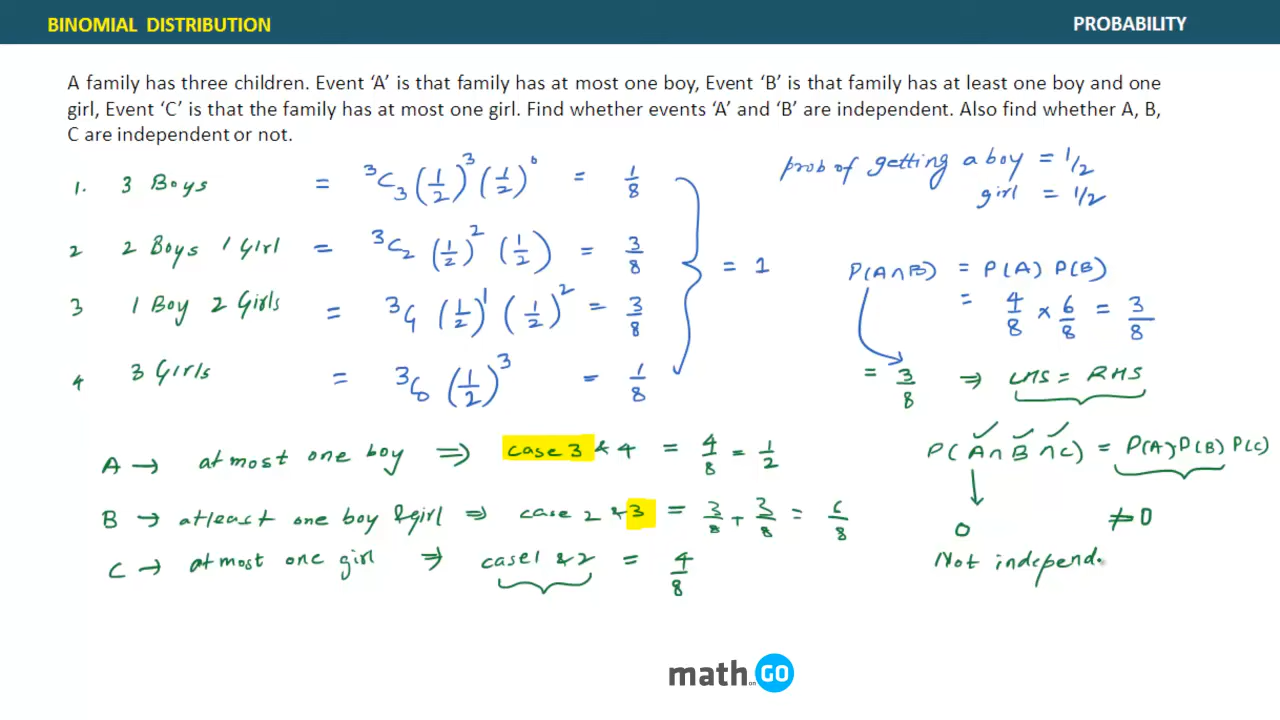 BINOMIAL DISTRIBUTION
PROBABILITY
A family has three children. Event ‘A’ is that family has at most one boy, Event ‘B’ is that family has at least one boy and one
girl, Event ‘C’ is that the family has at most one girl. Find whether events ‘A’ and ‘B’ are independent. Also find whether A, B,
C are independent or not.
prob of getting a boy = 1/2
girl = 1/2
1. 3 Boys = ³C₃ (1/2)³ (1/2)⁰ = 1/8
2 2 Boys 1 Girl = ³C₂ (1/2)² (1/2) = 3/8
3 1 Boy 2 Girls = ³C₁ (1/2)¹ (1/2)² = 3/8
4 3 Girls = ³C₀ (1/2)³ = 1/8
= 1
P(A∩B) = P(A) P(B)
= 4/8 × 6/8 = 3/8
= 3/8 ⇒ LHS = RHS
A → at most one boy ⇒ case 3 & 4 = 4/8 = 1/2
B → atleast one boy & girl ⇒ case 2 & 3 = 3/8 + 3/8 = 6/8
C → at most one girl ⇒ case 1 & 2 = 4/8
P(A∩B∩C) = P(A) P(B) P(C)
0 ≠ 0
Not independ.
math on GO